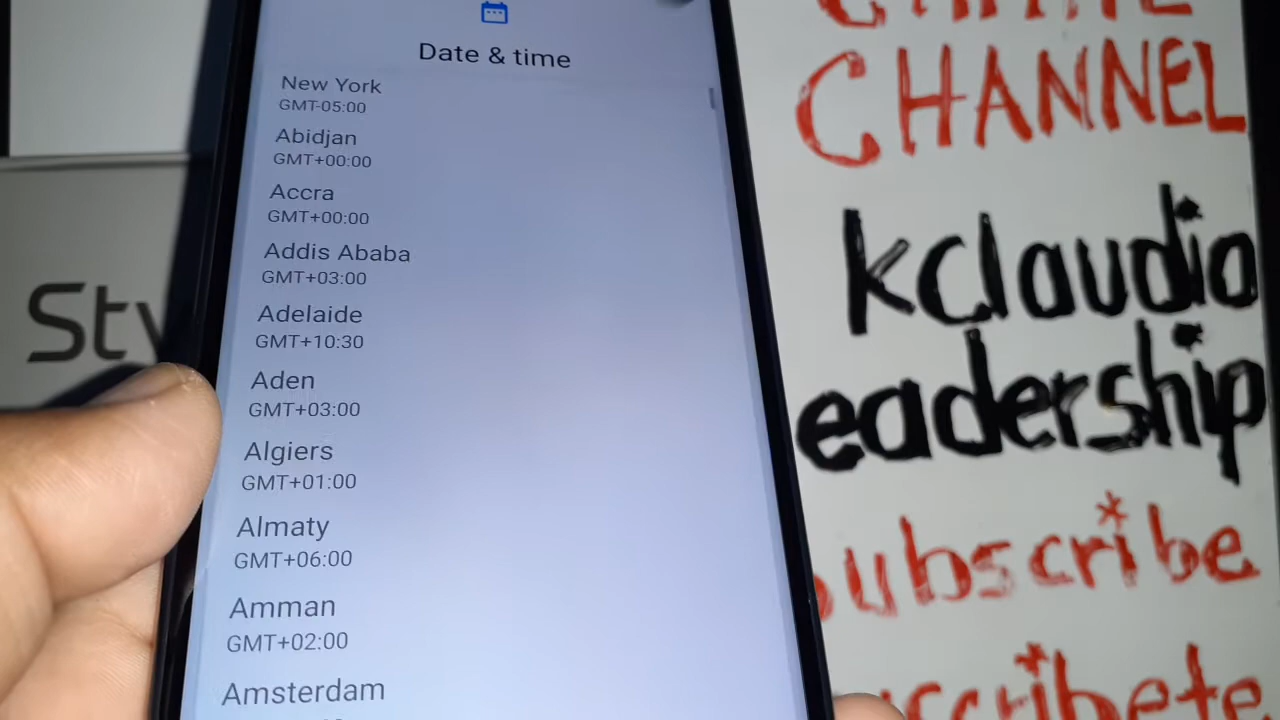 Date & time
New York
GMT-05:00
Abidjan
GMT+00:00
Accra
GMT+00:00
Addis Ababa
GMT+03:00
Adelaide
GMT+10:30
Aden
GMT+03:00
Algiers
GMT+01:00
Almaty
GMT+06:00
Amman
GMT+02:00
Amsterdam
Sty
CHANNEL
kclaudio
eadership
ubscribe
scribete